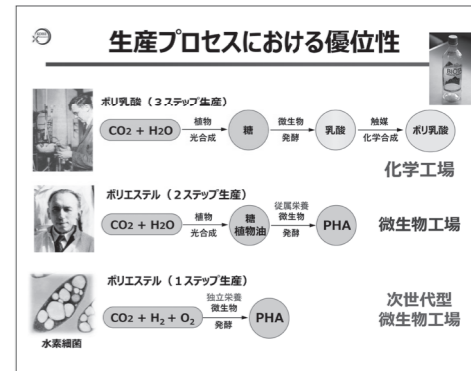 生産プロセスにおける優位性
ポリ乳酸(3ステップ生産)
CO2 + H2O
植物
光合成
糖
微生物
発酵
乳酸
触媒
化学合成
ポリ乳酸
化学工場
ポリエステル(2ステップ生産)
CO2 + H2O
植物
光合成
糖
植物油
従属栄養
微生物
発酵
PHA
微生物工場
ポリエステル(1ステップ生産)
CO2 + H2 + O2
独立栄養
微生物
発酵
PHA
次世代型
微生物工場
水素細菌